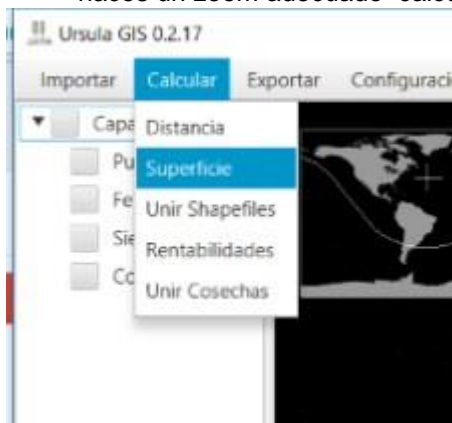 Ursula GIS 0.2.17
Importar Calcular Exportar
Distancia
Superficie
Unir Shapefiles
Rentabilidades
Unir Cosechas